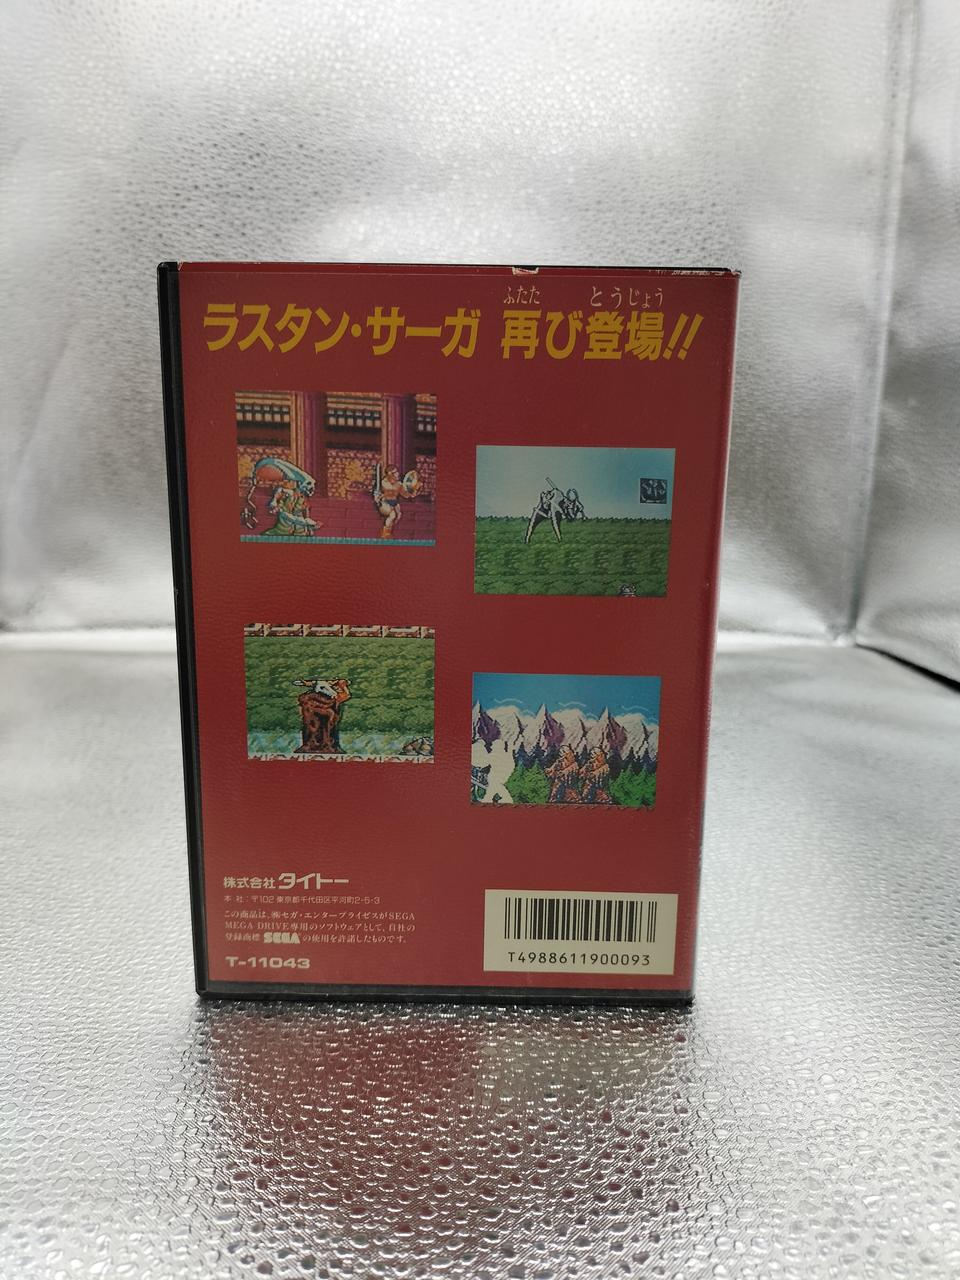 ふたた とうじょう
ラスタン・サーガ 再び登場!!
株式会社 タイトー
本 社：〒102 東京都千代田区平河町2-5-3
この商品は、㈱セガ・エンタープライゼスがSEGA
MEGA DRIVE専用のソフトウェアとして、自社の
登録商標 SEGA®の使用を許諾したものです。
T-11043
T4988611900093